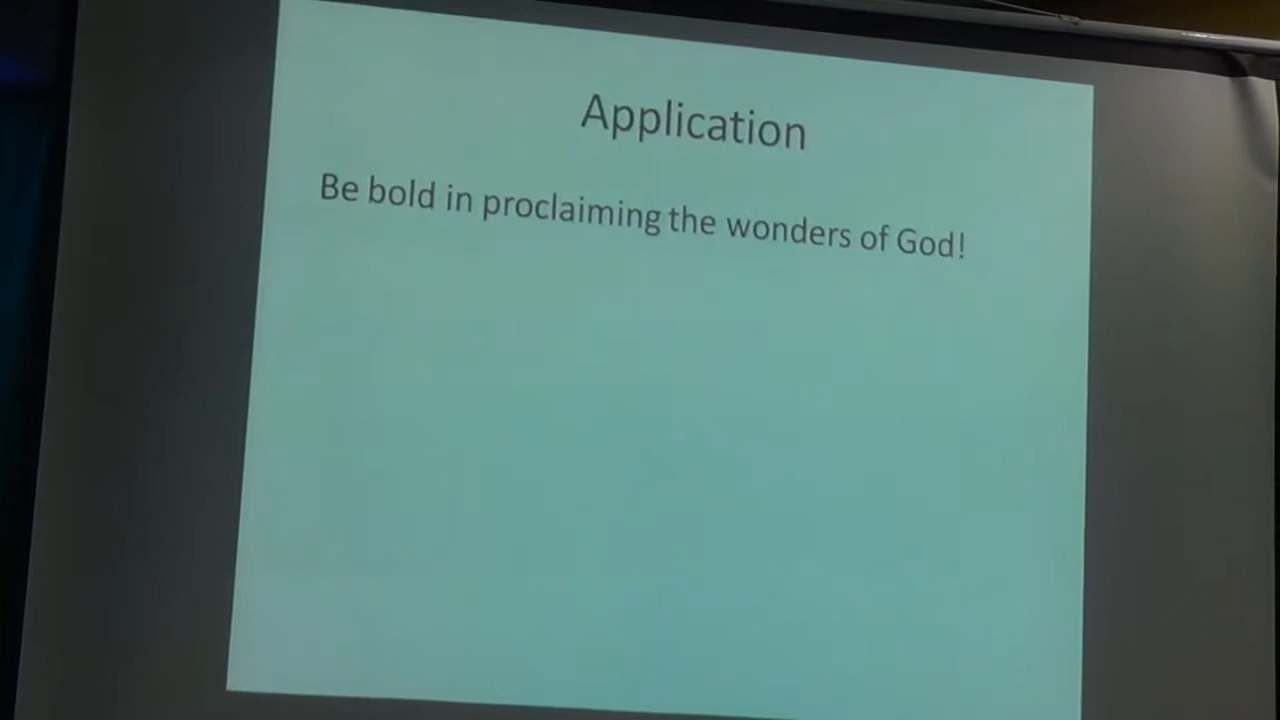 Application
Be bold in proclaiming the wonders of God!